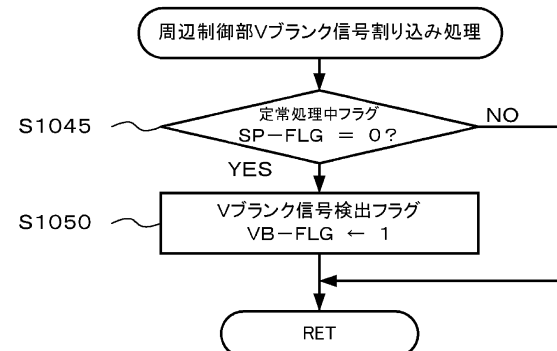 周辺制御部Vブランク信号割り込み処理
S1045
定常処理中フラグ
SP－FLG ＝ 0?
NO
YES
S1050
Vブランク信号検出フラグ
VB－FLG ← 1
RET